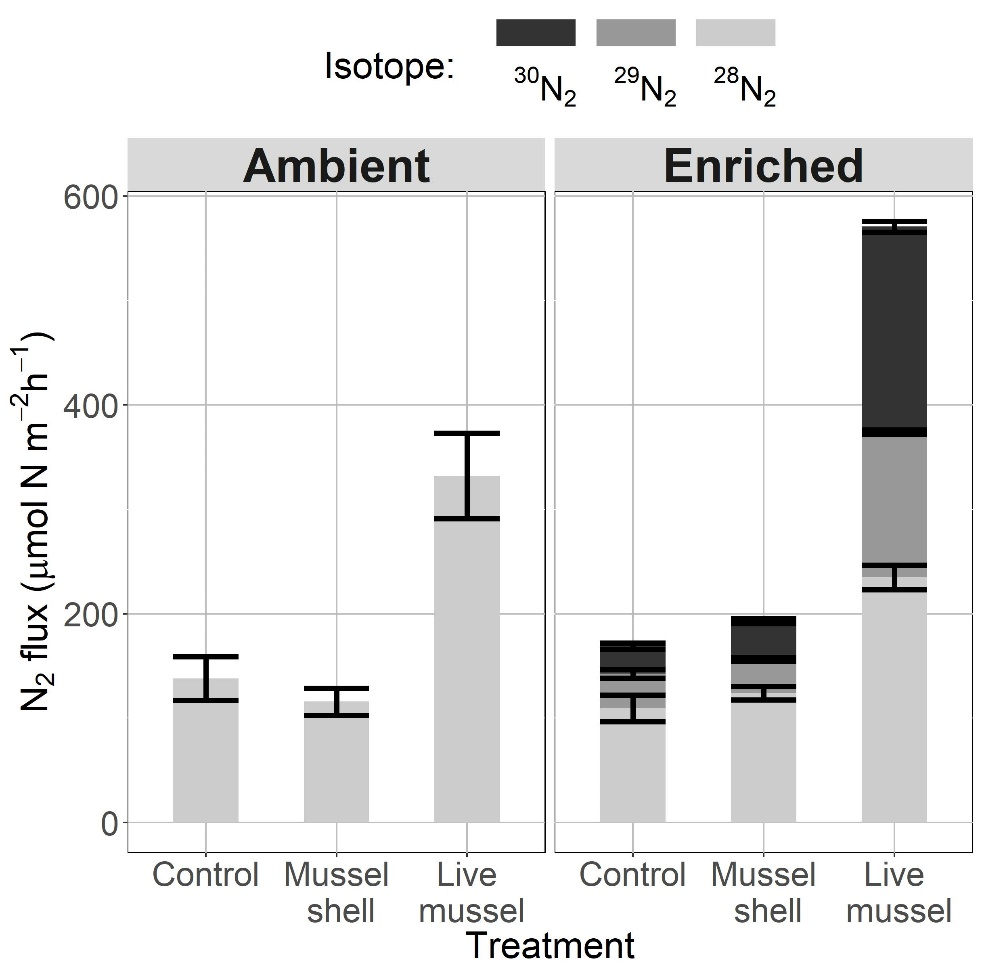 Isotope:
³⁰N₂ ²⁹N₂ ²⁸N₂
Ambient Enriched
600
400
200
0
N₂ flux (μmol N m⁻²h⁻¹)
Control Mussel Live Control Mussel Live
shell mussel shell mussel
Treatment